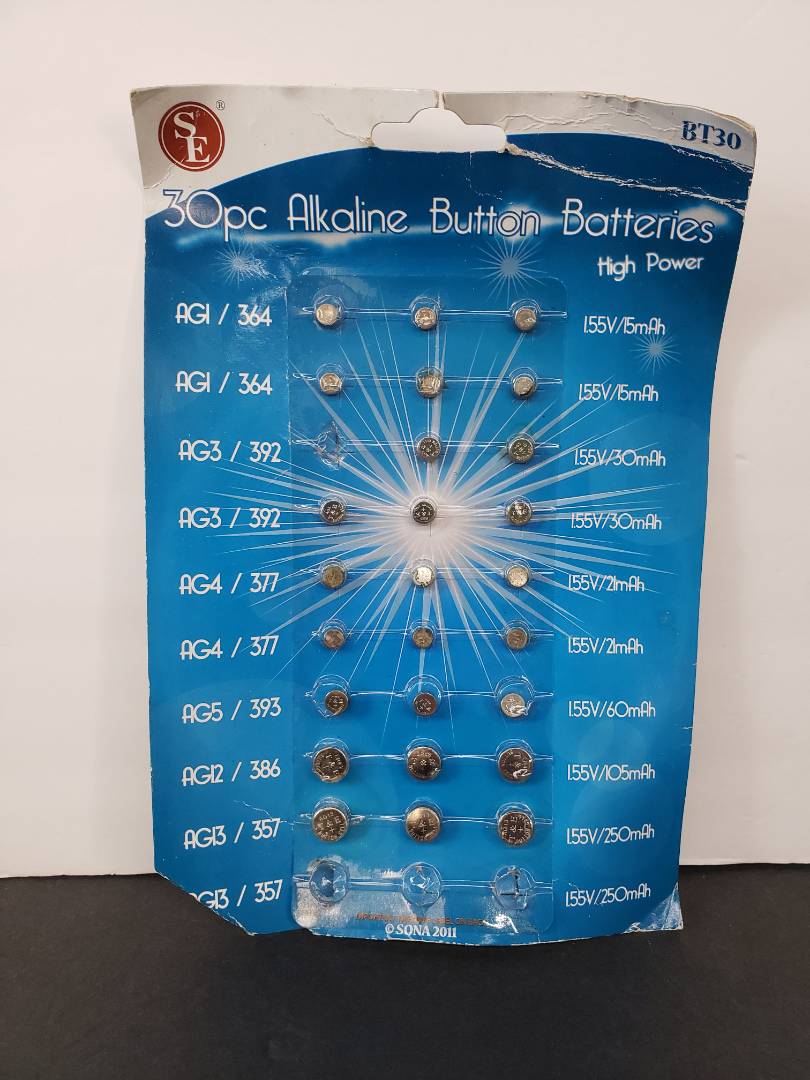 SE ®
BT30
30pc Alkaline Button Batteries
High Power
AG1 / 364 1.55V/15mAh
AG1 / 364 1.55V/15mAh
AG3 / 392 1.55V/30mAh
AG3 / 392 1.55V/30mAh
AG4 / 377 1.55V/21mAh
AG4 / 377 1.55V/21mAh
AG5 / 393 1.55V/60mAh
AG12 / 386 1.55V/105mAh
AG13 / 357 1.55V/250mAh
AG13 / 357 1.55V/250mAh
© SONA 2011